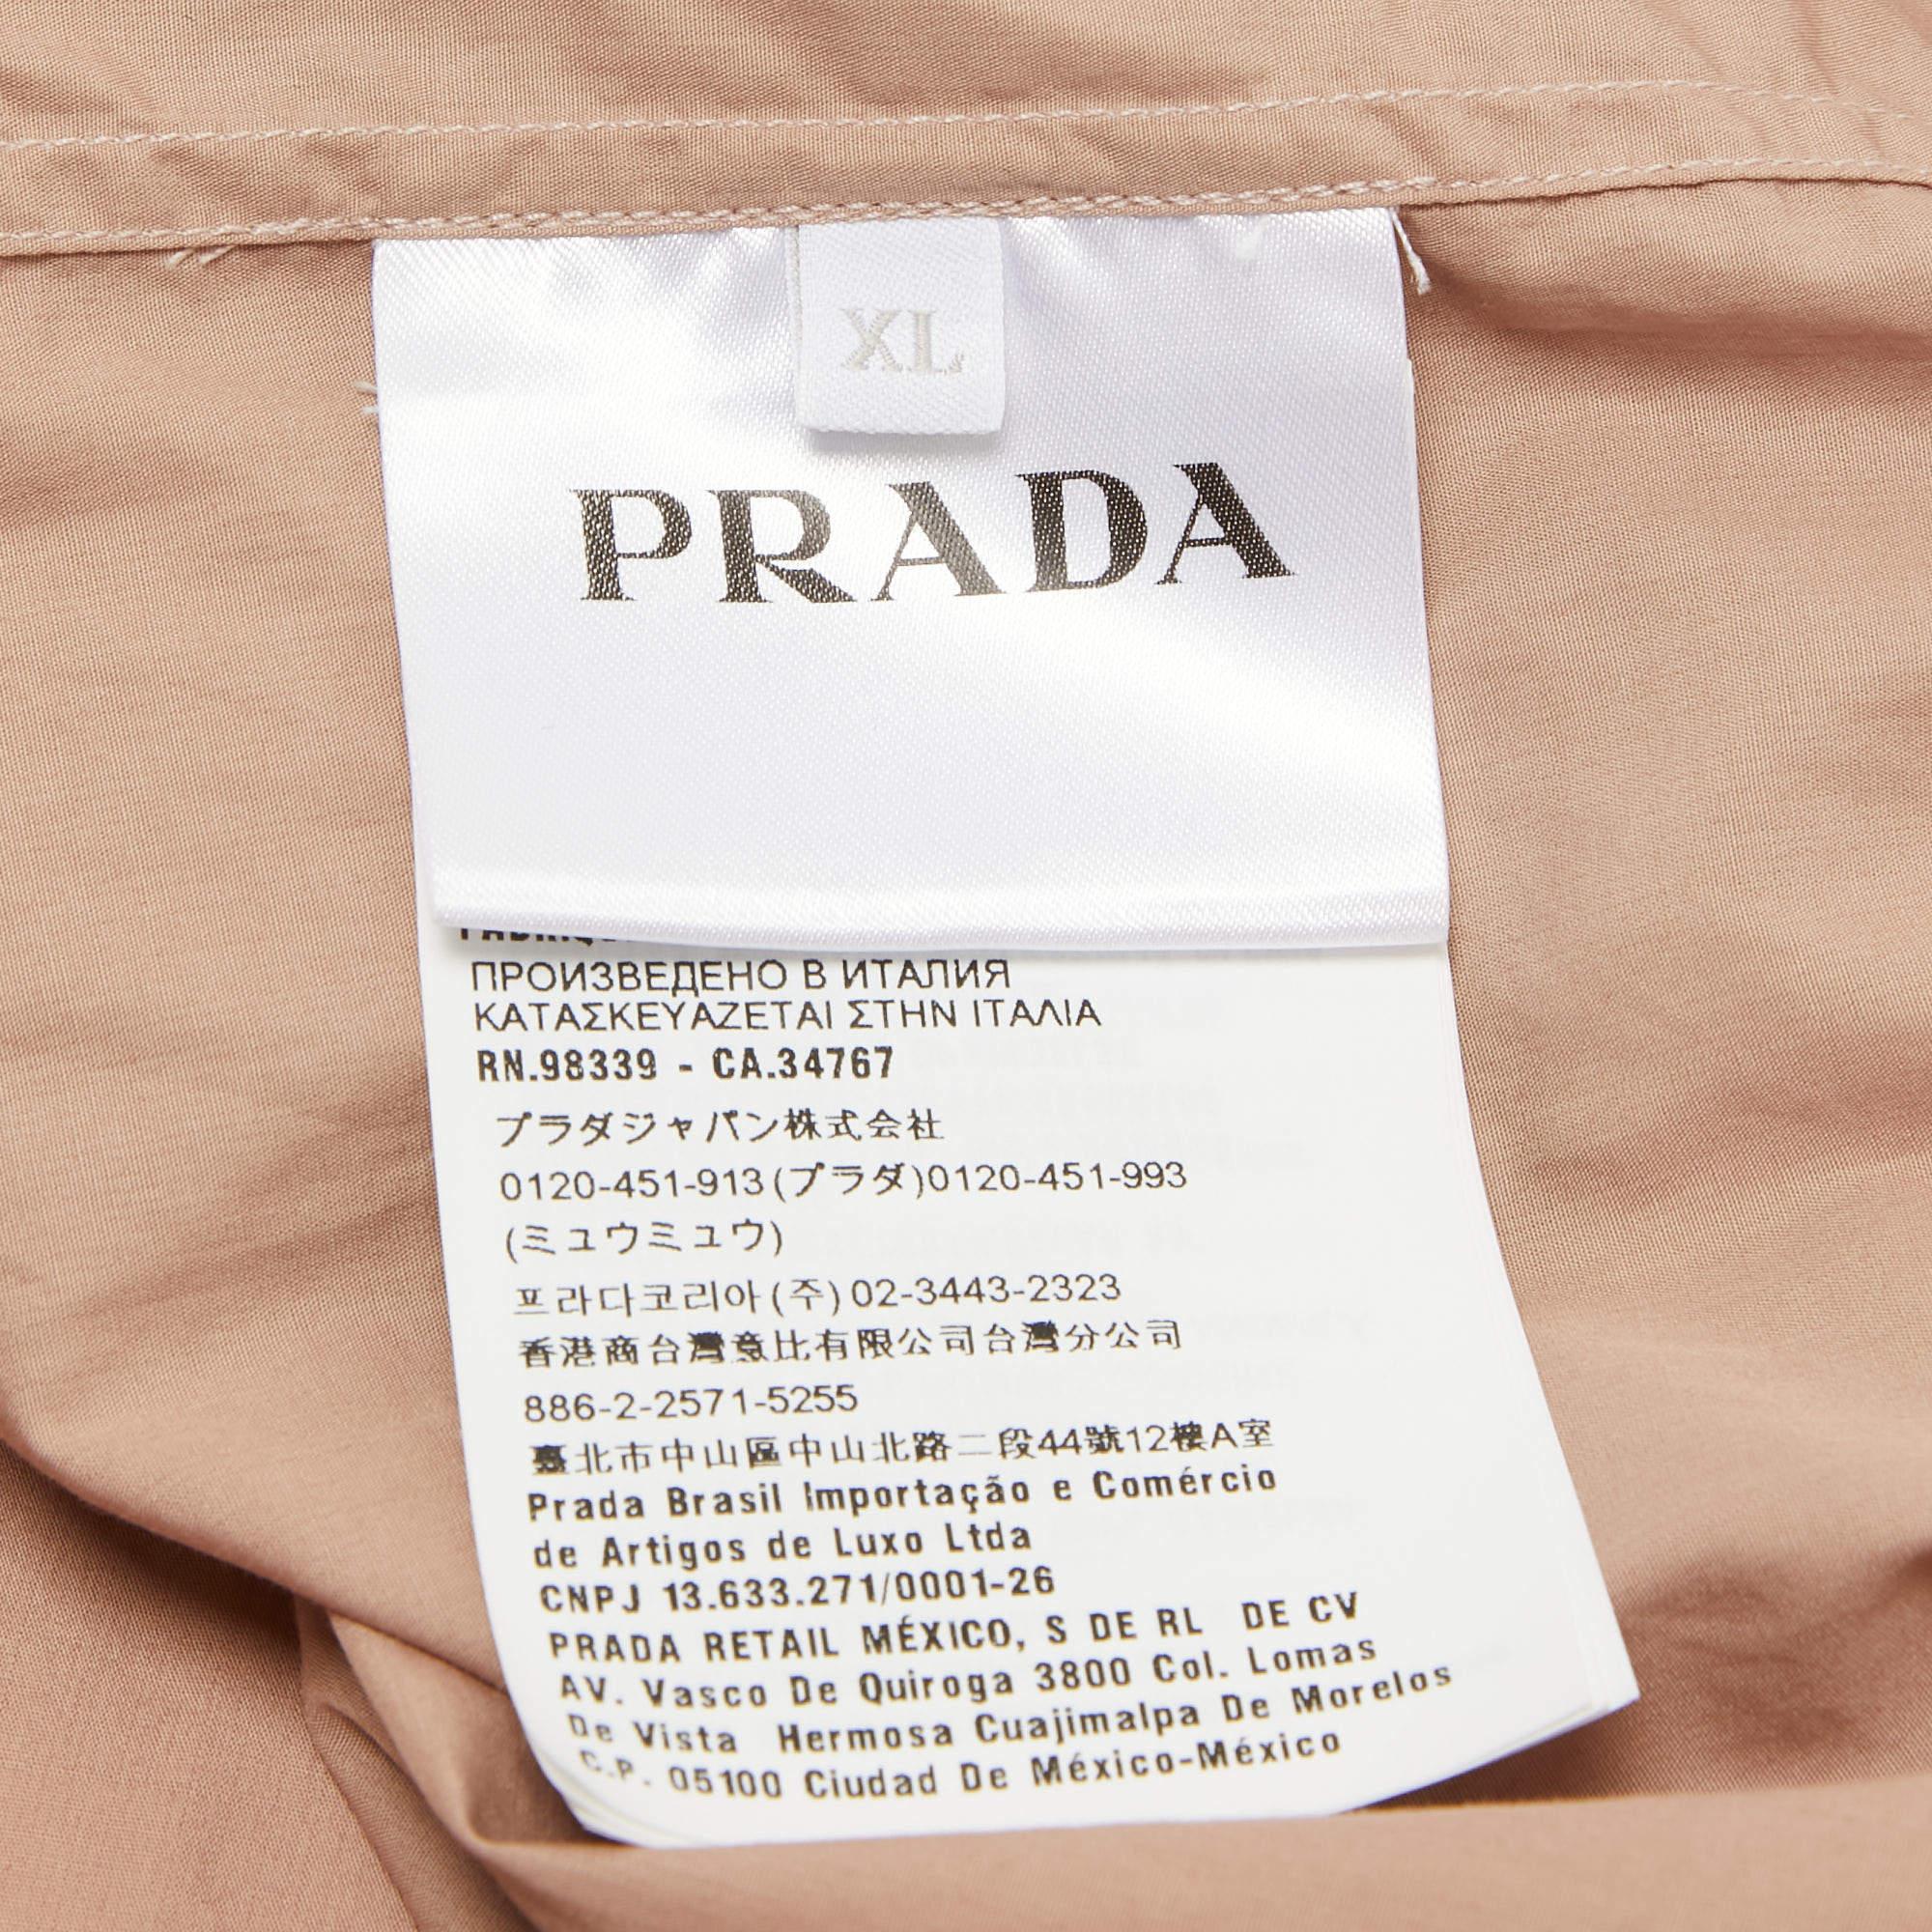 XL
PRADA
ПРОИЗВЕДЕНО В ИТАЛИЯ
ΚΑΤΑΣΚΕΥΑΖΕΤΑΙ ΣΤΗΝ ΙΤΑΛΙΑ
RN.98339 - CA.34767
プラダジャパン株式会社
0120-451-913(プラダ)0120-451-993
(ミュウミュウ)
프라다코리아(주)02-3443-2323
香港商台灣意比有限公司台灣分公司
886-2-2571-5255
臺北市中山區中山北路二段44號12樓A室
Prada Brasil Importação e Comércio
de Artigos de Luxo Ltda
CNPJ 13.633.271/0001-26
PRADA RETAIL MÉXICO, S DE RL DE CV
AV. Vasco De Quiroga 3800 Col. Lomas
De Vista Hermosa Cuajimalpa De Morelos
C.P. 05100 Ciudad De México-México